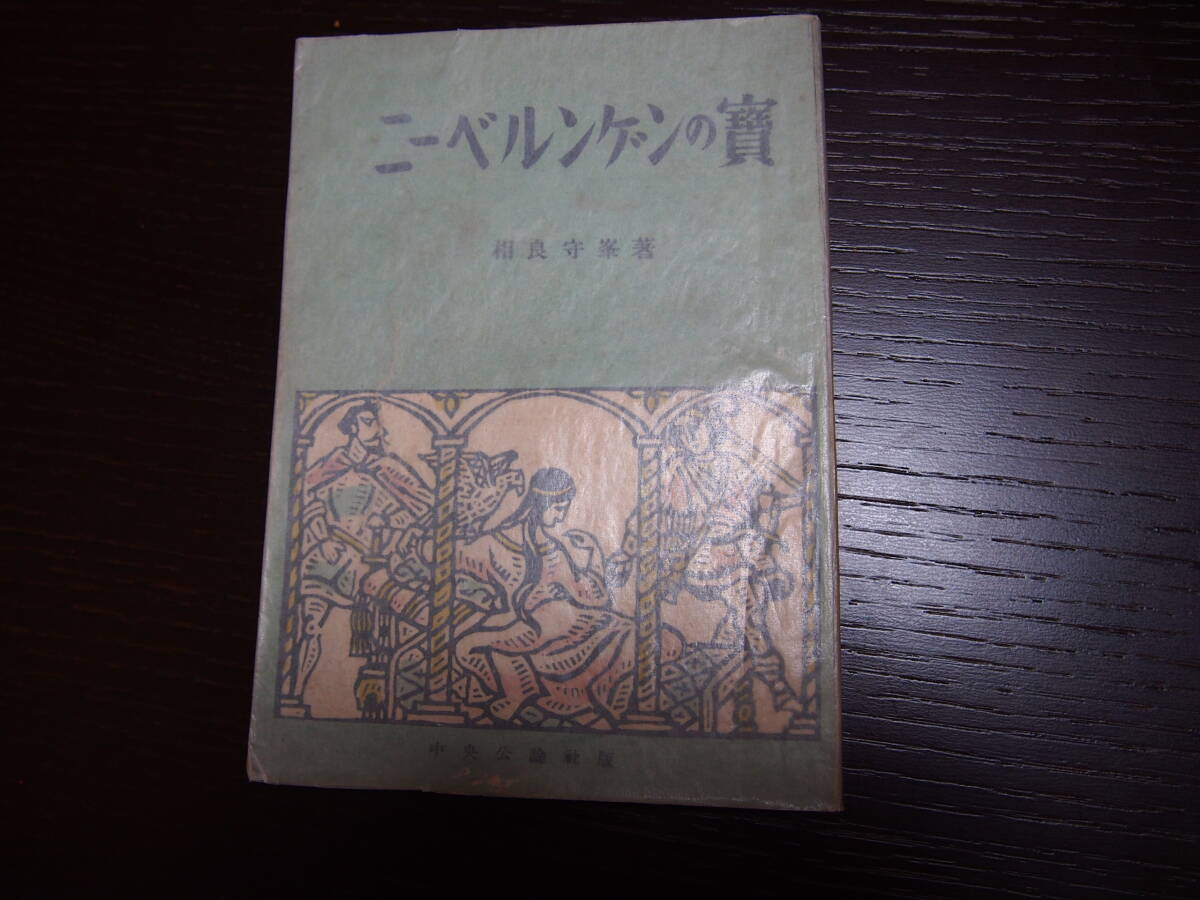 ニーベルンゲンの寶
相良守峯著
中央公論社版